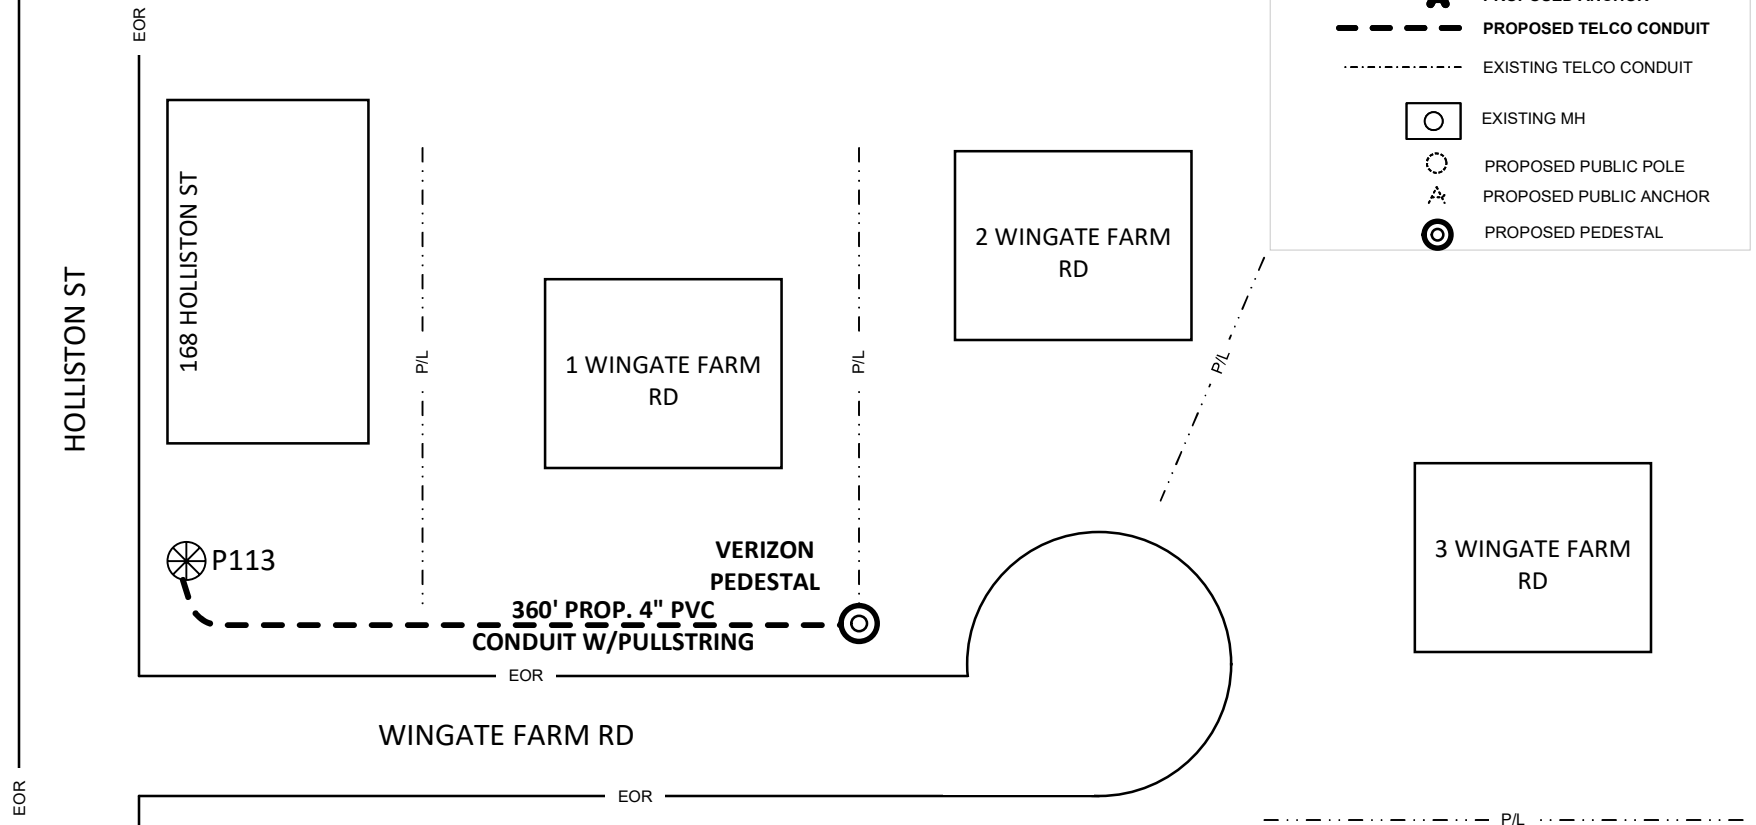 EOR
PROPOSED ANCHOR
PROPOSED TELCO CONDUIT
EXISTING TELCO CONDUIT
EXISTING MH
PROPOSED PUBLIC POLE
PROPOSED PUBLIC ANCHOR
PROPOSED PEDESTAL
HOLLISTON ST
168 HOLLISTON ST
P/L
1 WINGATE FARM
RD
P/L
2 WINGATE FARM
RD
P/L
3 WINGATE FARM
RD
P113
VERIZON
PEDESTAL
360' PROP. 4" PVC
CONDUIT W/PULLSTRING
EOR
WINGATE FARM RD
EOR
EOR
P/L